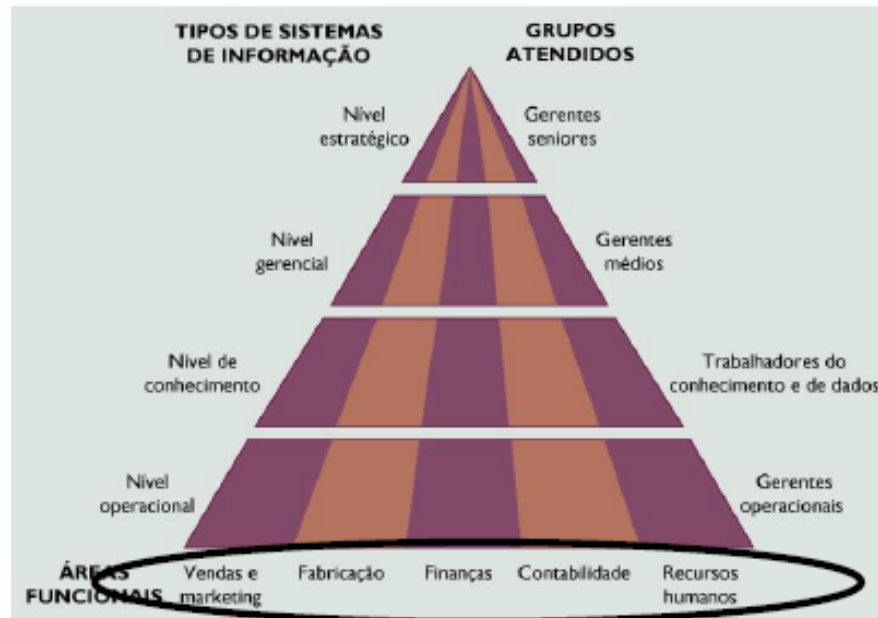 TIPOS DE SISTEMAS
DE INFORMAÇÃO
GRUPOS
ATENDIDOS
Nível
estratégico
Gerentes
seniores
Nível
gerencial
Gerentes
médios
Nível de
conhecimento
Trabalhadores do
conhecimento e de dados
Nível
operacional
Gerentes
operacionais
ÁREAS
FUNCIONAIS
Vendas e
marketing
Fabricação
Finanças
Contabilidade
Recursos
humanos